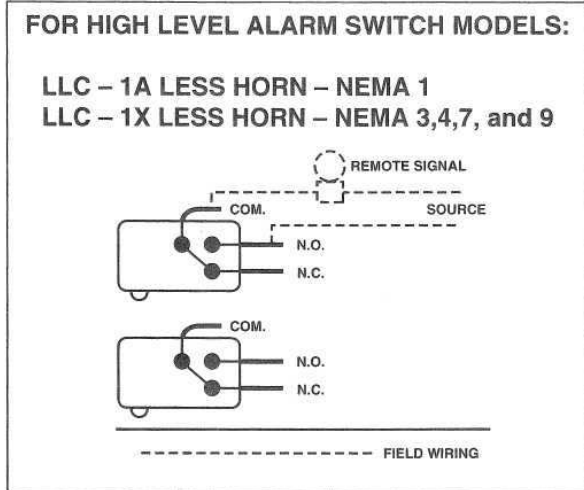 FOR HIGH LEVEL ALARM SWITCH MODELS:
LLC – 1A LESS HORN – NEMA 1
LLC – 1X LESS HORN – NEMA 3,4,7, and 9
REMOTE SIGNAL
COM.
SOURCE
N.O.
N.C.
COM.
N.O.
N.C.
FIELD WIRING